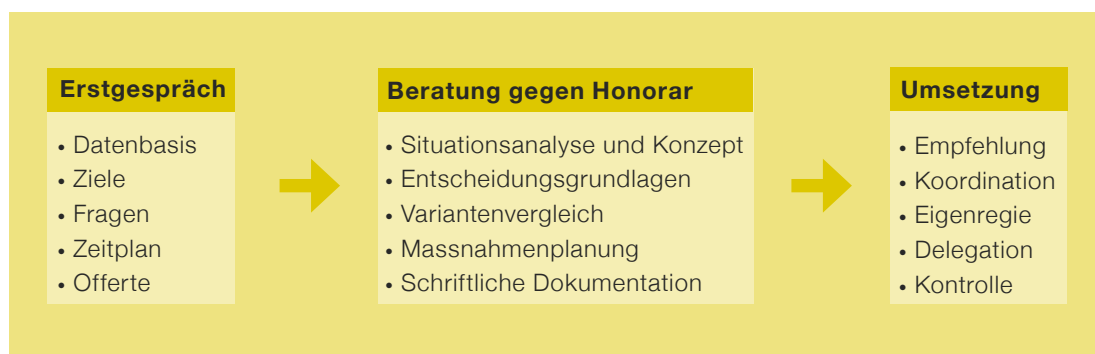 Erstgespräch
• Datenbasis
• Ziele
• Fragen
• Zeitplan
• Offerte
Beratung gegen Honorar
• Situationsanalyse und Konzept
• Entscheidungsgrundlagen
• Variantenvergleich
• Massnahmenplanung
• Schriftliche Dokumentation
Umsetzung
• Empfehlung
• Koordination
• Eigenregie
• Delegation
• Kontrolle